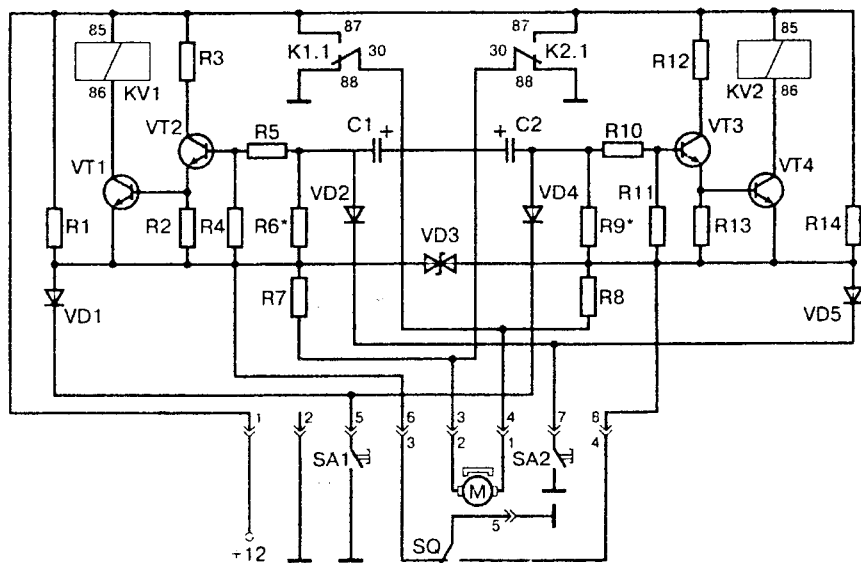 87 87
85 K1.1 30 30 K2.1 85
R3 R12
86 KV1 88 88 KV2 86
VT2 R5 C1 + + C2 R10 VT3
VT1 VD2 VD4 R11 VT4
R1 R2 R4 R6* VD3 R9* R13 R14
R7 R8
VD1 VD5
1 2 5 6 3 4 7 6
3 2 1 4
SA1 SA2
M
5
SQ
+12